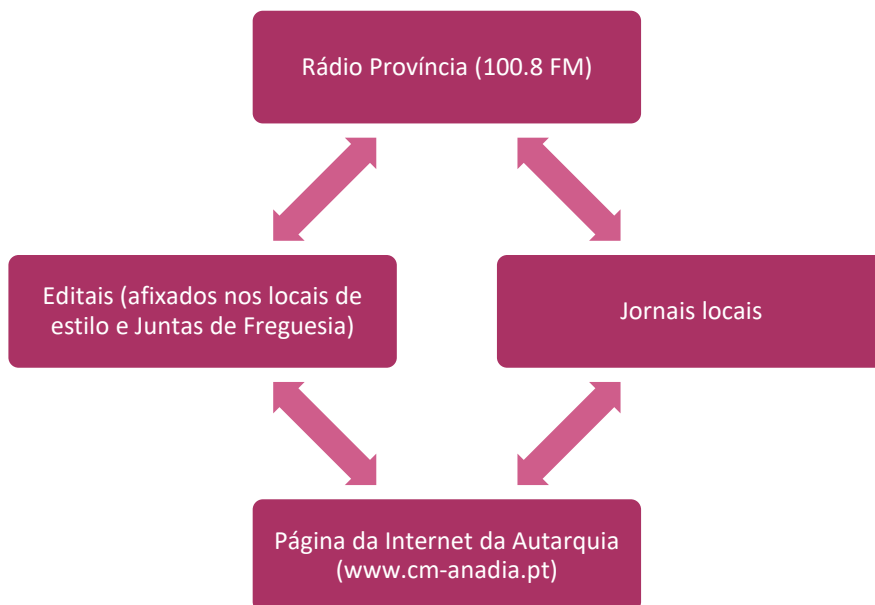 Rádio Província (100.8 FM)
Editais (afixados nos locais de
estilo e Juntas de Freguesia)
Jornais locais
Página da Internet da Autarquia
(www.cm-anadia.pt)